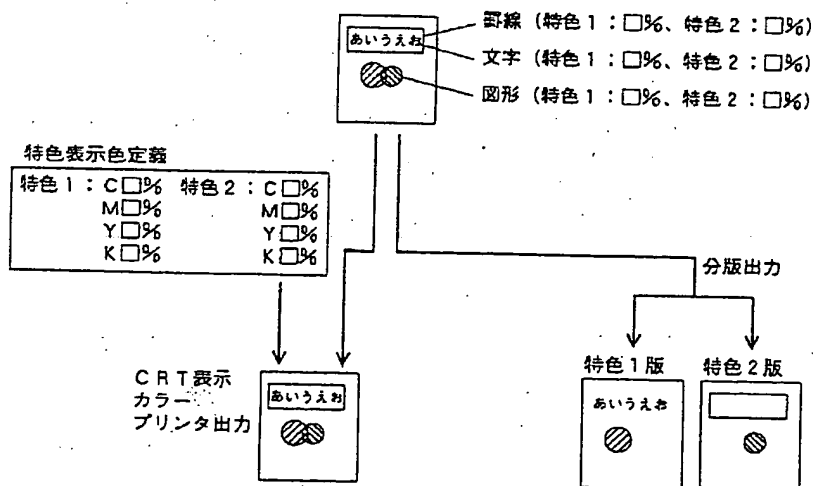 あいうえお
罫線(特色1:□%、特色2:□%)
文字(特色1:□%、特色2:□%)
図形(特色1:□%、特色2:□%)
特色表示色定義
特色1:C□% 特色2:C□%
M□% M□%
Y□% Y□%
K□% K□%
分版出力
CRT表示
カラー
プリンタ出力
あいうえお
特色1版
あいうえお
特色2版